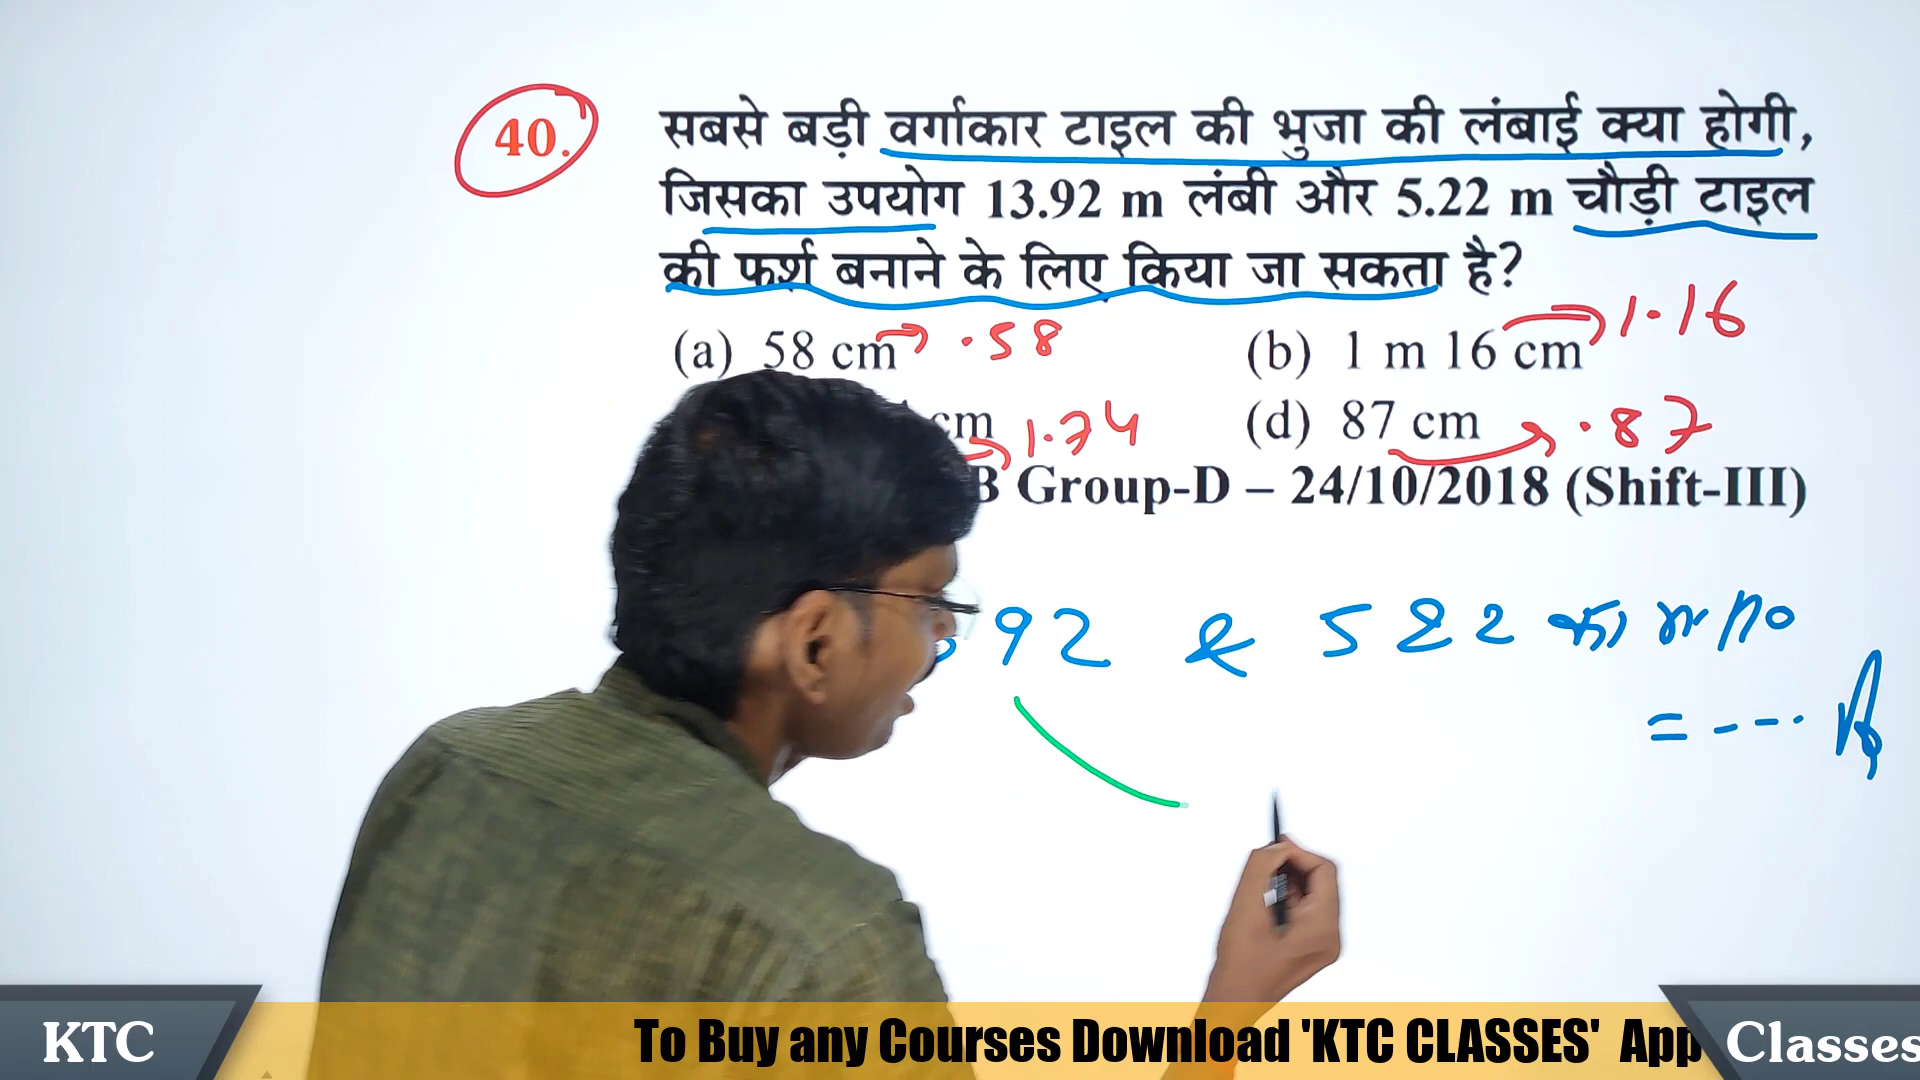 40. सबसे बड़ी वर्गाकार टाइल की भुजा की लंबाई क्या होगी,
जिसका उपयोग 13.92 m लंबी और 5.22 m चौड़ी टाइल
की फर्श बनाने के लिए किया जा सकता है?
(a) 58 cm → .58 (b) 1 m 16 cm → 1.16
cm → 1.74 (d) 87 cm → .87
B Group-D – 24/10/2018 (Shift-III)
92 & 522 का म०
= - - -
KTC To Buy any Courses Download 'KTC CLASSES' App Classes